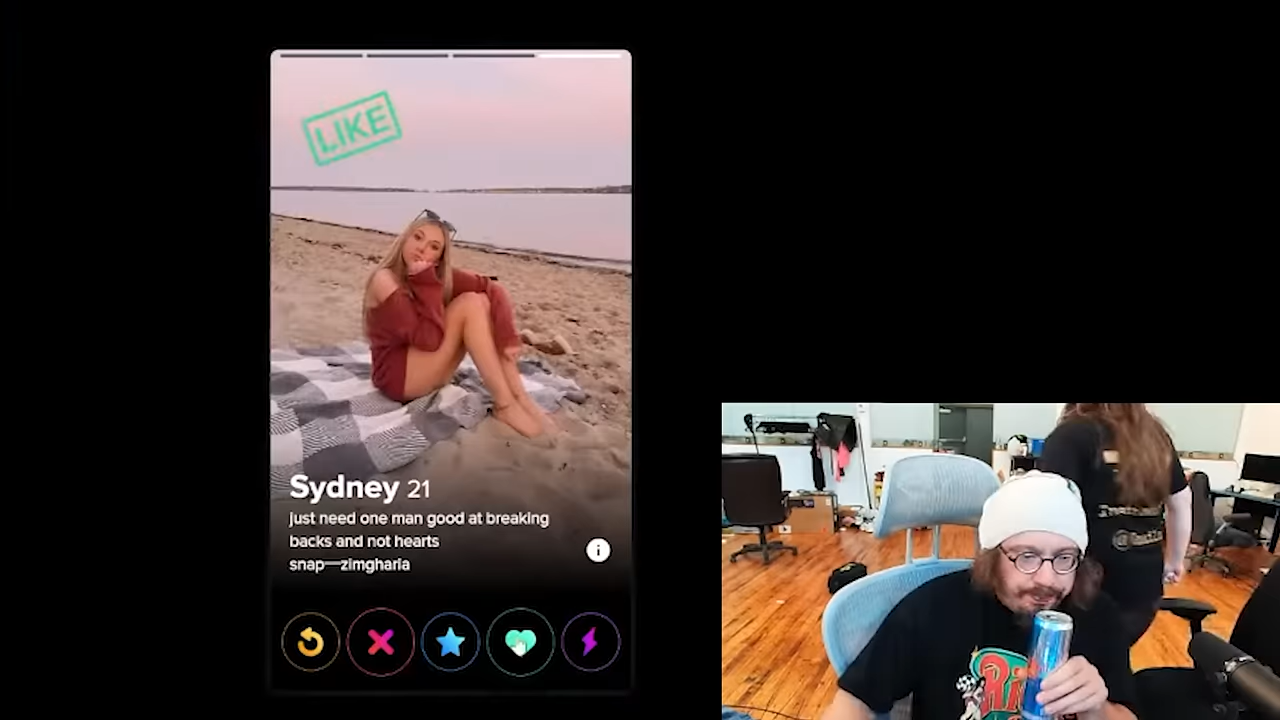 LIKE
Sydney 21
Just need one man good at breaking
backs and not hearts
snap—zimgharia
i